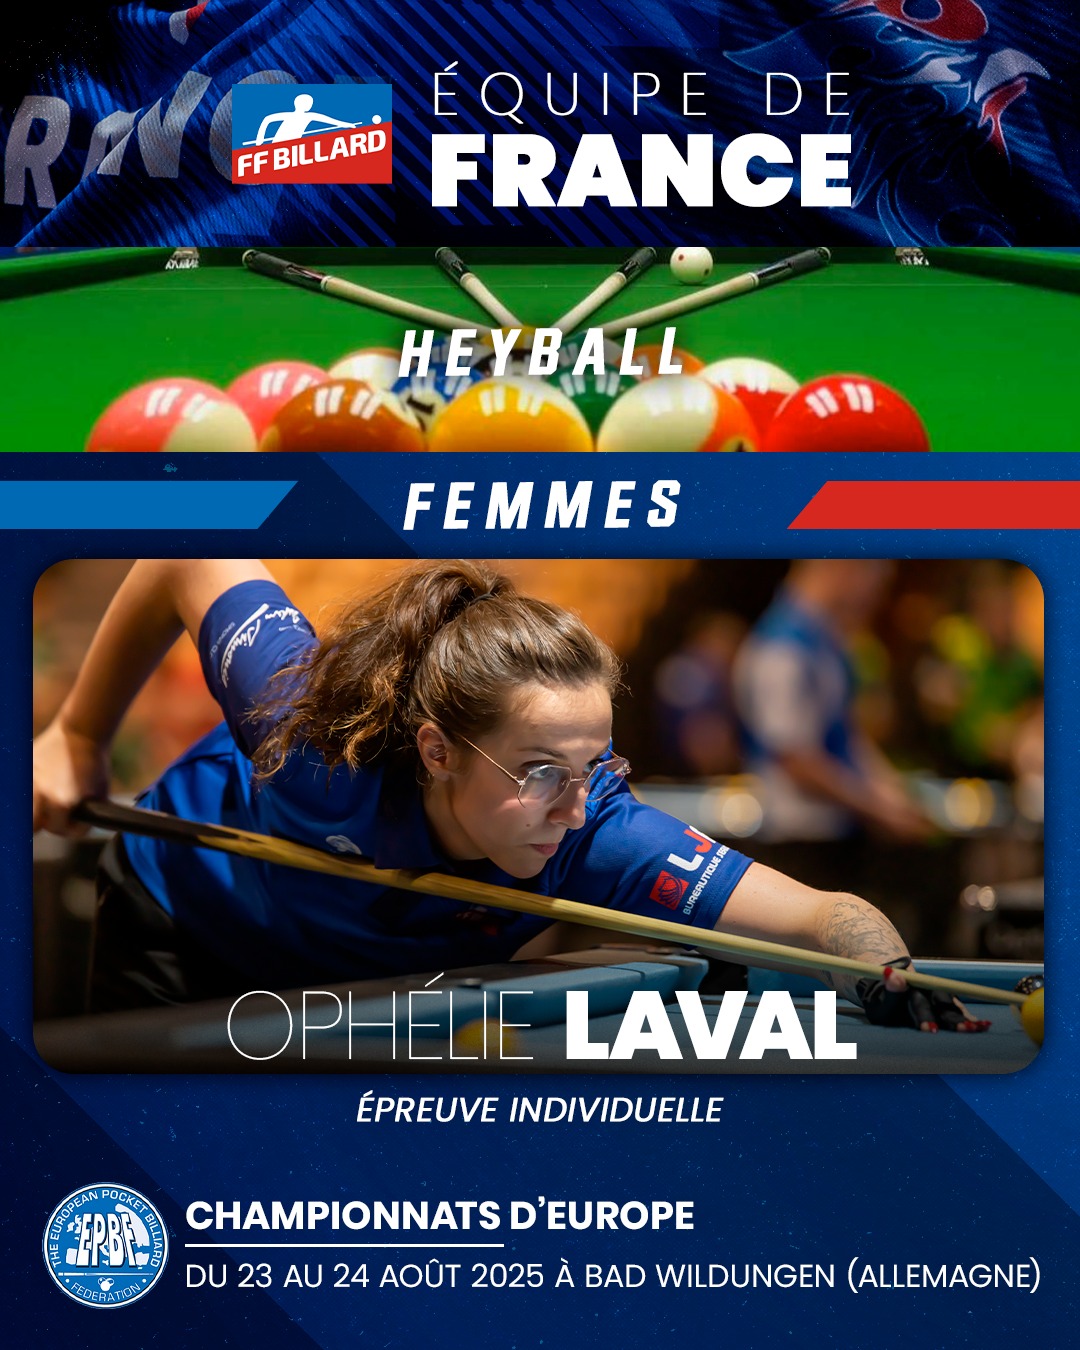 FF BILLARD
ÉQUIPE DE
FRANCE
HEYBALL
FEMMES
OPHÉLIE LAVAL
ÉPREUVE INDIVIDUELLE
THE EUROPEAN POCKET BILLIARD
EPBF
FEDERATION
CHAMPIONNATS D'EUROPE
DU 23 AU 24 AOÛT 2025 À BAD WILDUNGEN (ALLEMAGNE)